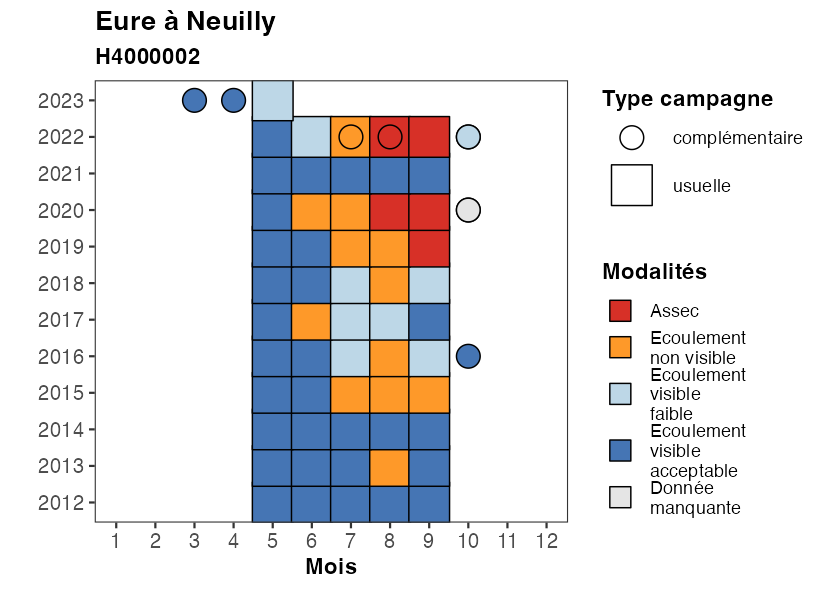 Eure à Neuilly
H4000002
2023
2022
2021
2020
2019
2018
2017
2016
2015
2014
2013
2012
1 2 3 4 5 6 7 8 9 10 11 12
Mois
Type campagne
complémentaire
usuelle
Modalités
Assec
Ecoulement
non visible
Ecoulement
visible
faible
Ecoulement
visible
acceptable
Donnée
manquante